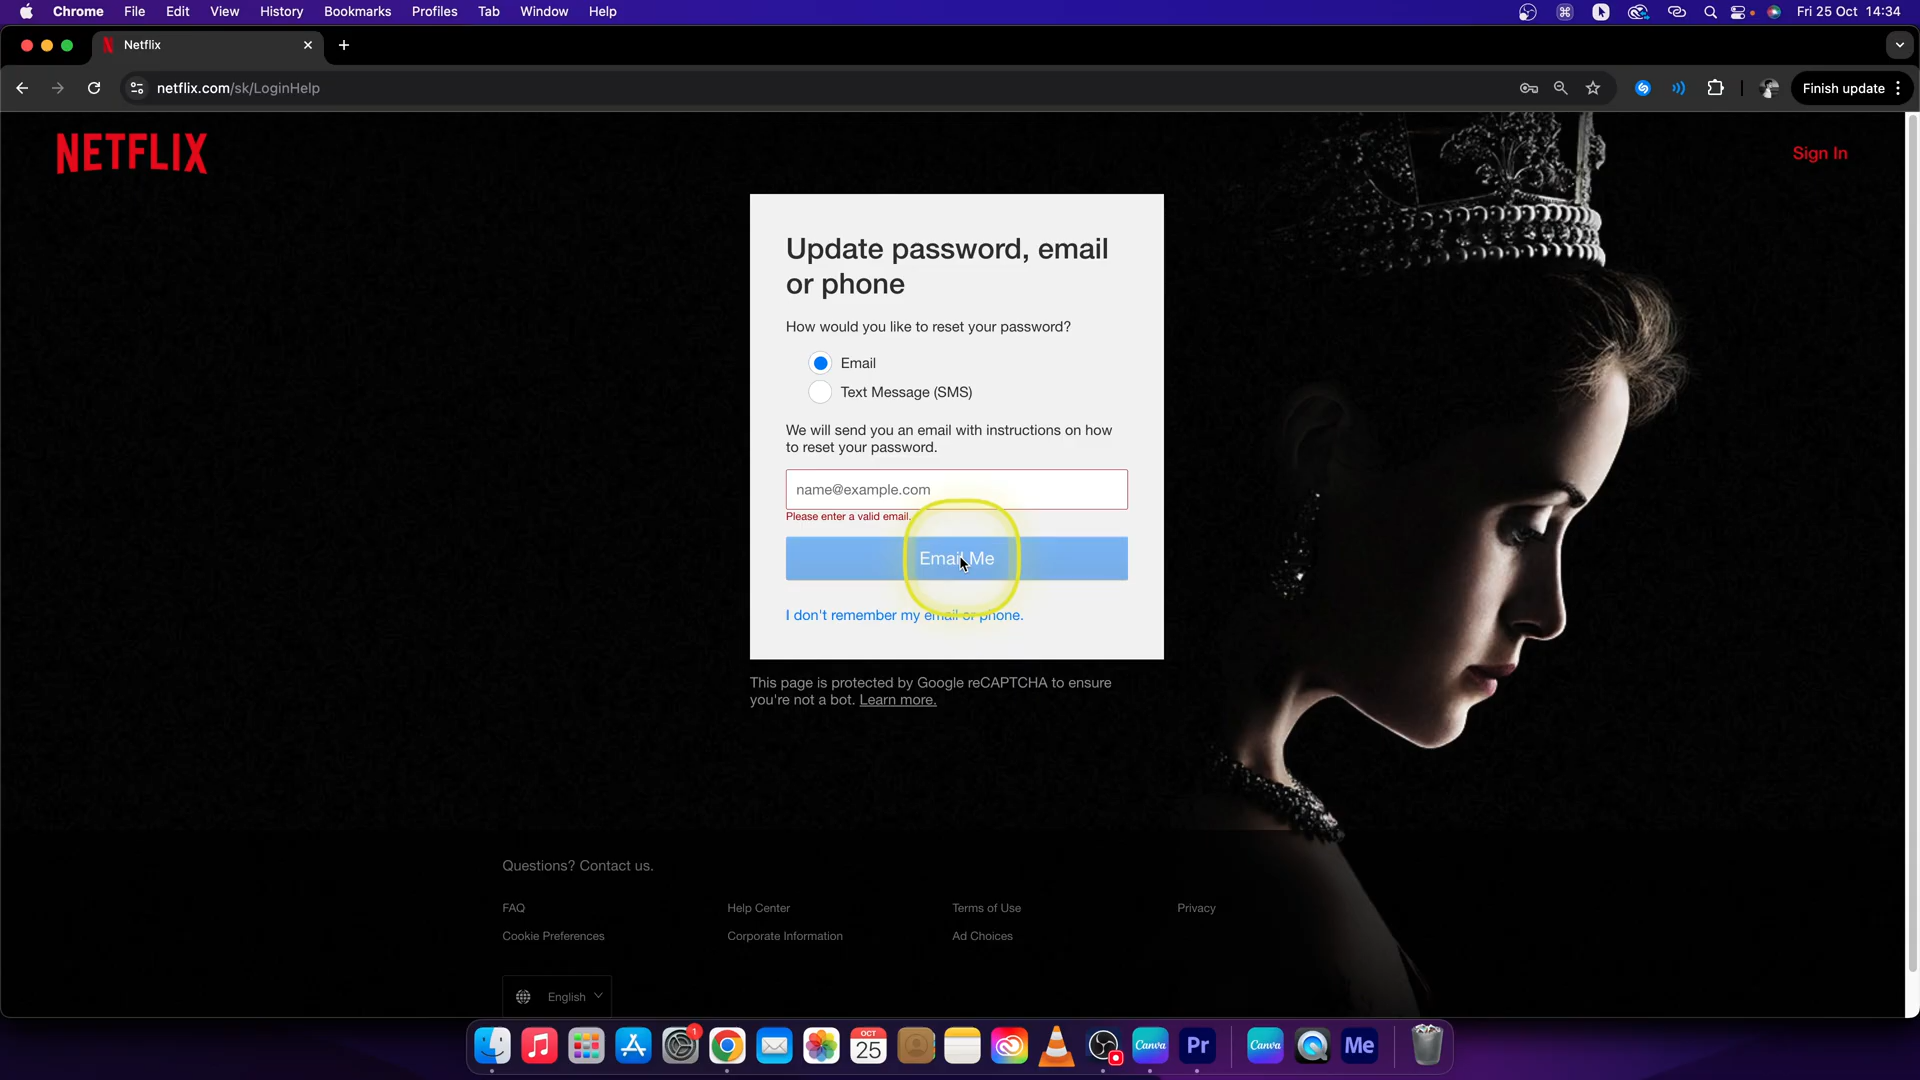 Chrome File Edit View History Bookmarks Profiles Tab Window Help Fri 25 Oct 14:34
Netflix
netflix.com/sk/LoginHelp Finish update
NETFLIX
Sign In
Update password, email
or phone
How would you like to reset your password?
Email
Text Message (SMS)
We will send you an email with instructions on how
to reset your password.
name@example.com
Please enter a valid email.
Email Me
I don't remember my email or phone.
This page is protected by Google reCAPTCHA to ensure
you're not a bot. Learn more.
Questions? Contact us.
FAQ Help Center Terms of Use Privacy
Cookie Preferences Corporate Information Ad Choices
English
1 OCT 25 Canva Pr Canva Me